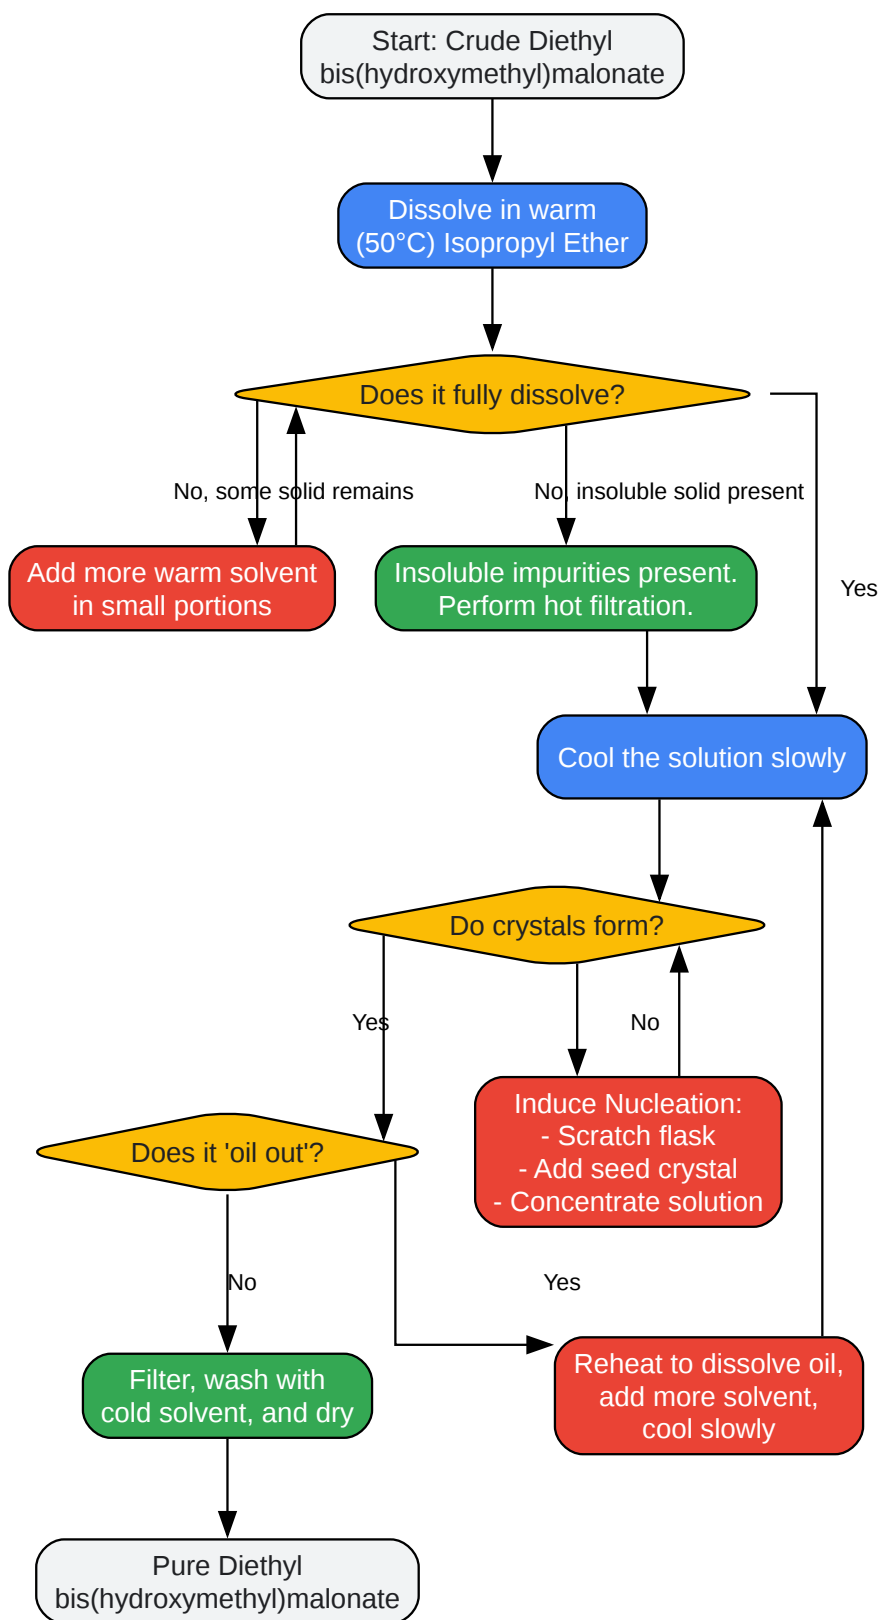 Start: Crude Diethyl
bis(hydroxymethyl)malonate
Dissolve in warm
(50°C) Isopropyl Ether
Does it fully dissolve?
No, some solid remains
No, insoluble solid present
Add more warm solvent
in small portions
Insoluble impurities present.
Perform hot filtration.
Yes
Cool the solution slowly
Do crystals form?
Yes
No
Induce Nucleation:
- Scratch flask
- Add seed crystal
- Concentrate solution
Does it 'oil out'?
No
Yes
Reheat to dissolve oil,
add more solvent,
cool slowly
Filter, wash with
cold solvent, and dry
Pure Diethyl
bis(hydroxymethyl)malonate